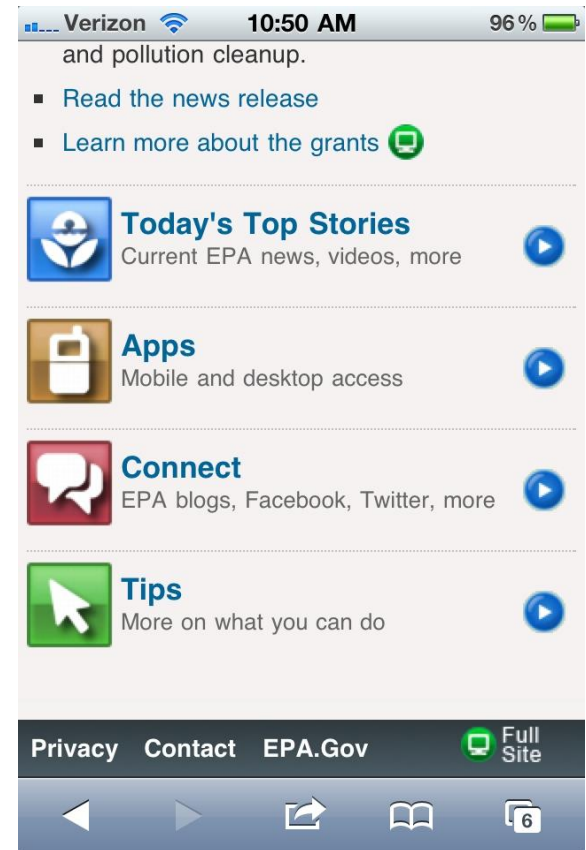 Verizon 10:50 AM 96%
and pollution cleanup.
Read the news release
Learn more about the grants
Today's Top Stories
Current EPA news, videos, more
Apps
Mobile and desktop access
Connect
EPA blogs, Facebook, Twitter, more
Tips
More on what you can do
Privacy Contact EPA.Gov Full
Site
6